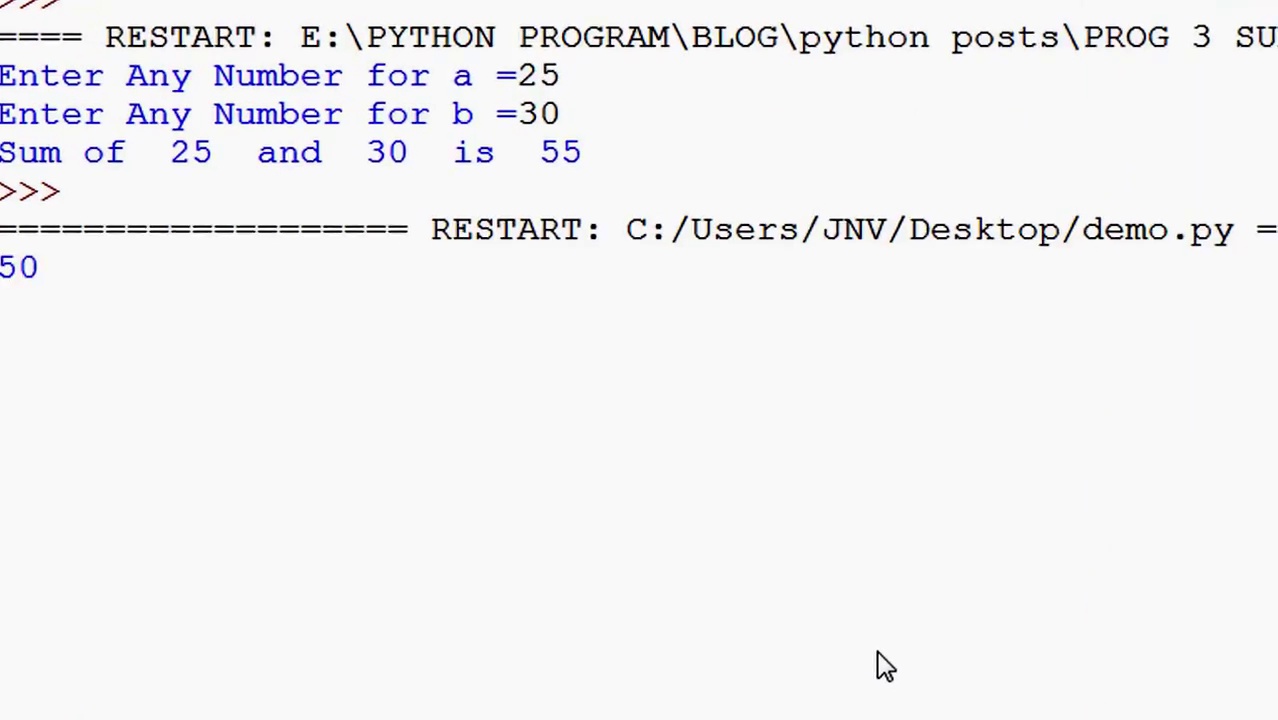 >>>
==== RESTART: E:\PYTHON PROGRAM\BLOG\python posts\PROG 3 SU
Enter Any Number for a =25
Enter Any Number for b =30
Sum of  25  and  30  is  55
>>>
=================== RESTART: C:/Users/JNV/Desktop/demo.py =
50